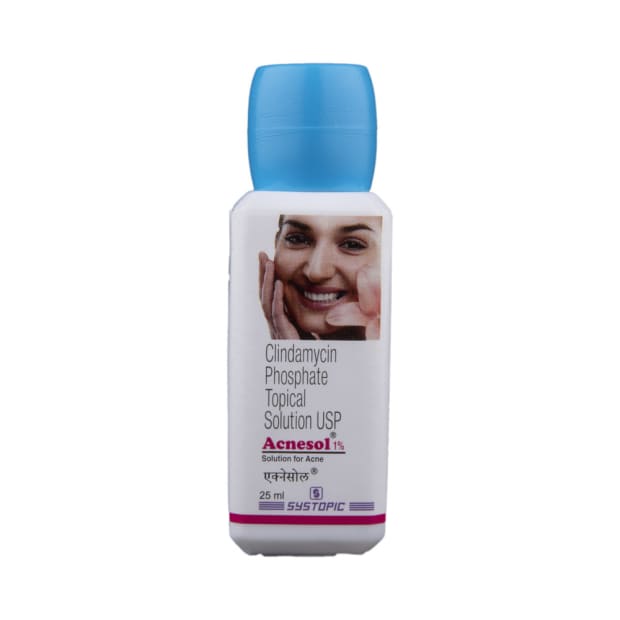 Clindamycin
Phosphate
Topical
Solution USP
Acnesol® 1%
Solution for Acne
एक्नेसोल®
25 ml
S
SYSTOPIC